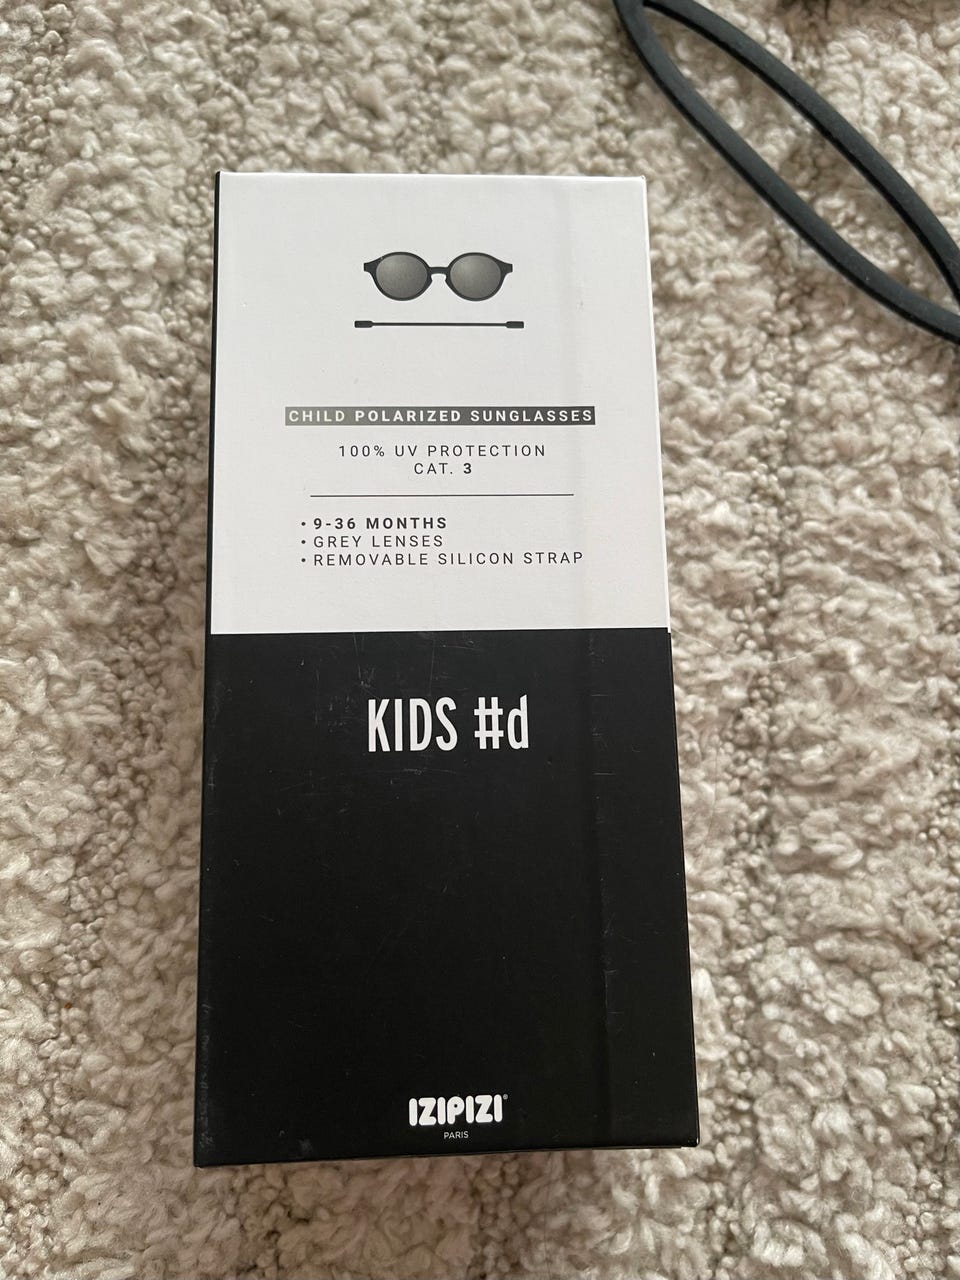 CHILD POLARIZED SUNGLASSES
100% UV PROTECTION
CAT. 3
• 9-36 MONTHS
• GREY LENSES
• REMOVABLE SILICON STRAP
KIDS #d
IZIPIZI®
PARIS